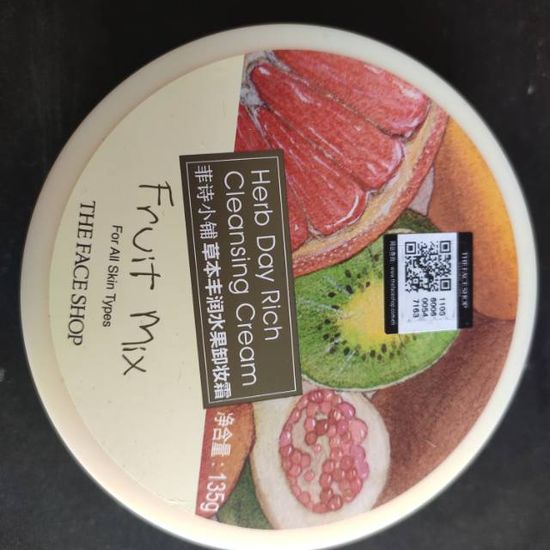 Herb Day Rich
Cleansing Cream
菲诗小铺 草本丰润水果卸妆霜
净含量：135g
Fruit Mix
For All Skin Types
THE FACE SHOP
THE FACE SHOP
1100
0054
7163